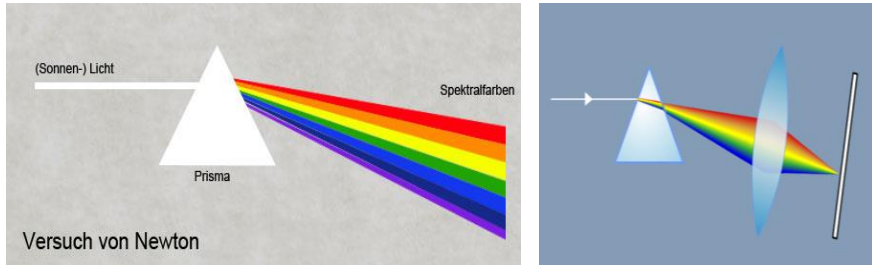 (Sonnen-) Licht
Spektralfarben
Prisma
Versuch von Newton